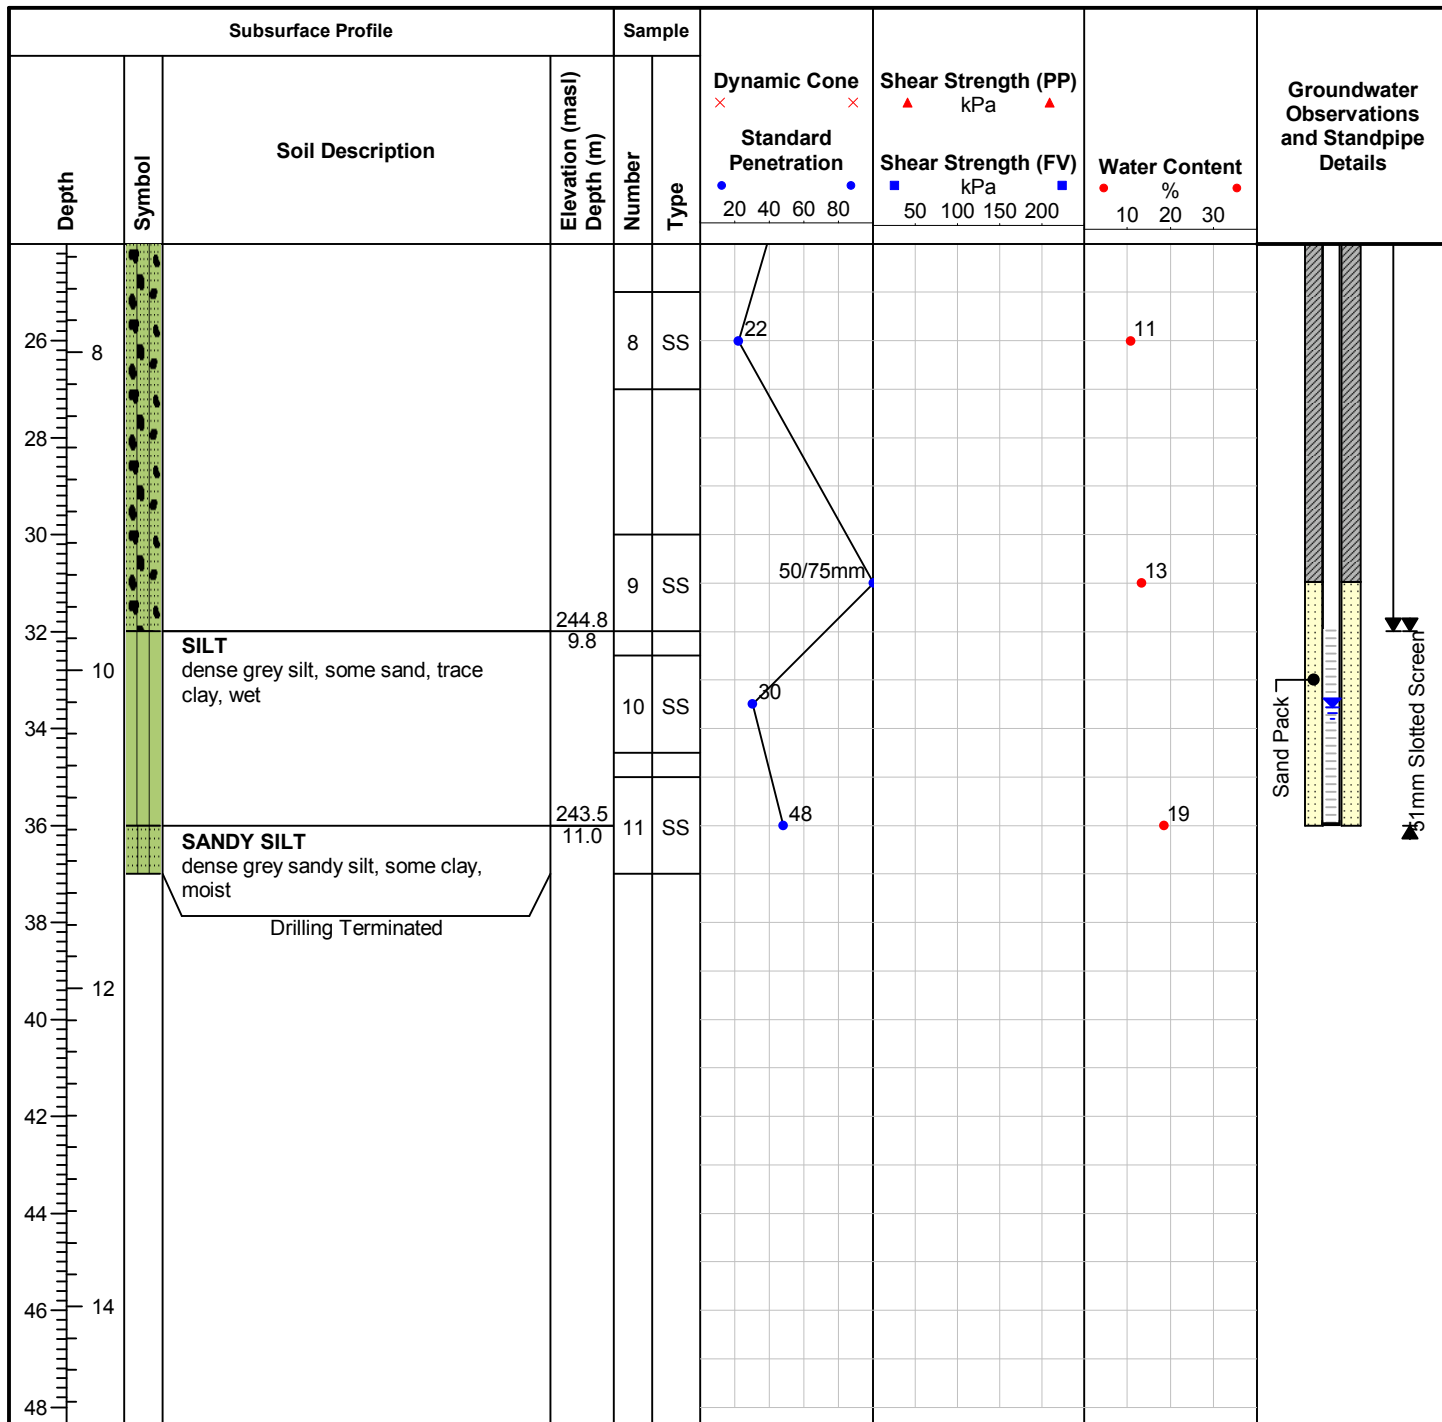 Subsurface Profile
Sample
Depth
Symbol
Soil Description
Elevation (masl)
Depth (m)
Number
Type
Dynamic Cone
Standard
Penetration
20 40 60 80
Shear Strength (PP)
kPa
Shear Strength (FV)
kPa
50 100 150 200
Water Content
%
10 20 30
Groundwater
Observations
and Standpipe
Details
26
8
8 SS
22
11
28
30
50/75mm
9 SS
13
244.8
32
9.8
SILT
dense grey silt, some sand, trace
clay, wet
10
30
10 SS
34
Sand Pack
51mm Slotted Screen
243.5
36
11.0
11 SS
48
19
SANDY SILT
dense grey sandy silt, some clay,
moist
38
Drilling Terminated
12
40
42
44
46
14
48